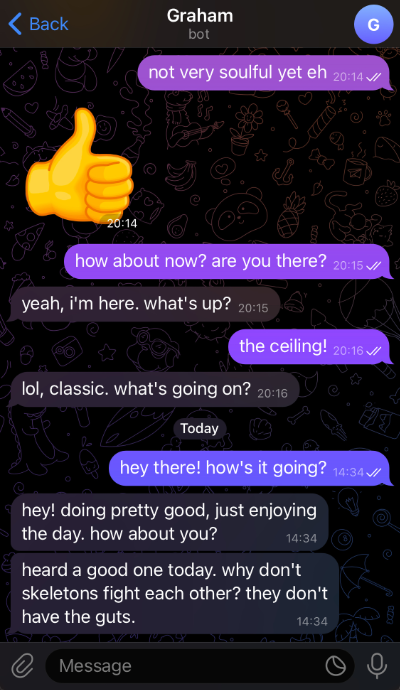 Back
Graham
bot
G
not very soulful yet eh 20:14
👍
20:14
how about now? are you there? 20:15
yeah, i'm here. what's up? 20:15
the ceiling! 20:16
lol, classic. what's going on? 20:16
Today
hey there! how's it going? 14:34
hey! doing pretty good, just enjoying
the day. how about you? 14:34
heard a good one today. why don't
skeletons fight each other? they don't
have the guts. 14:34
Message